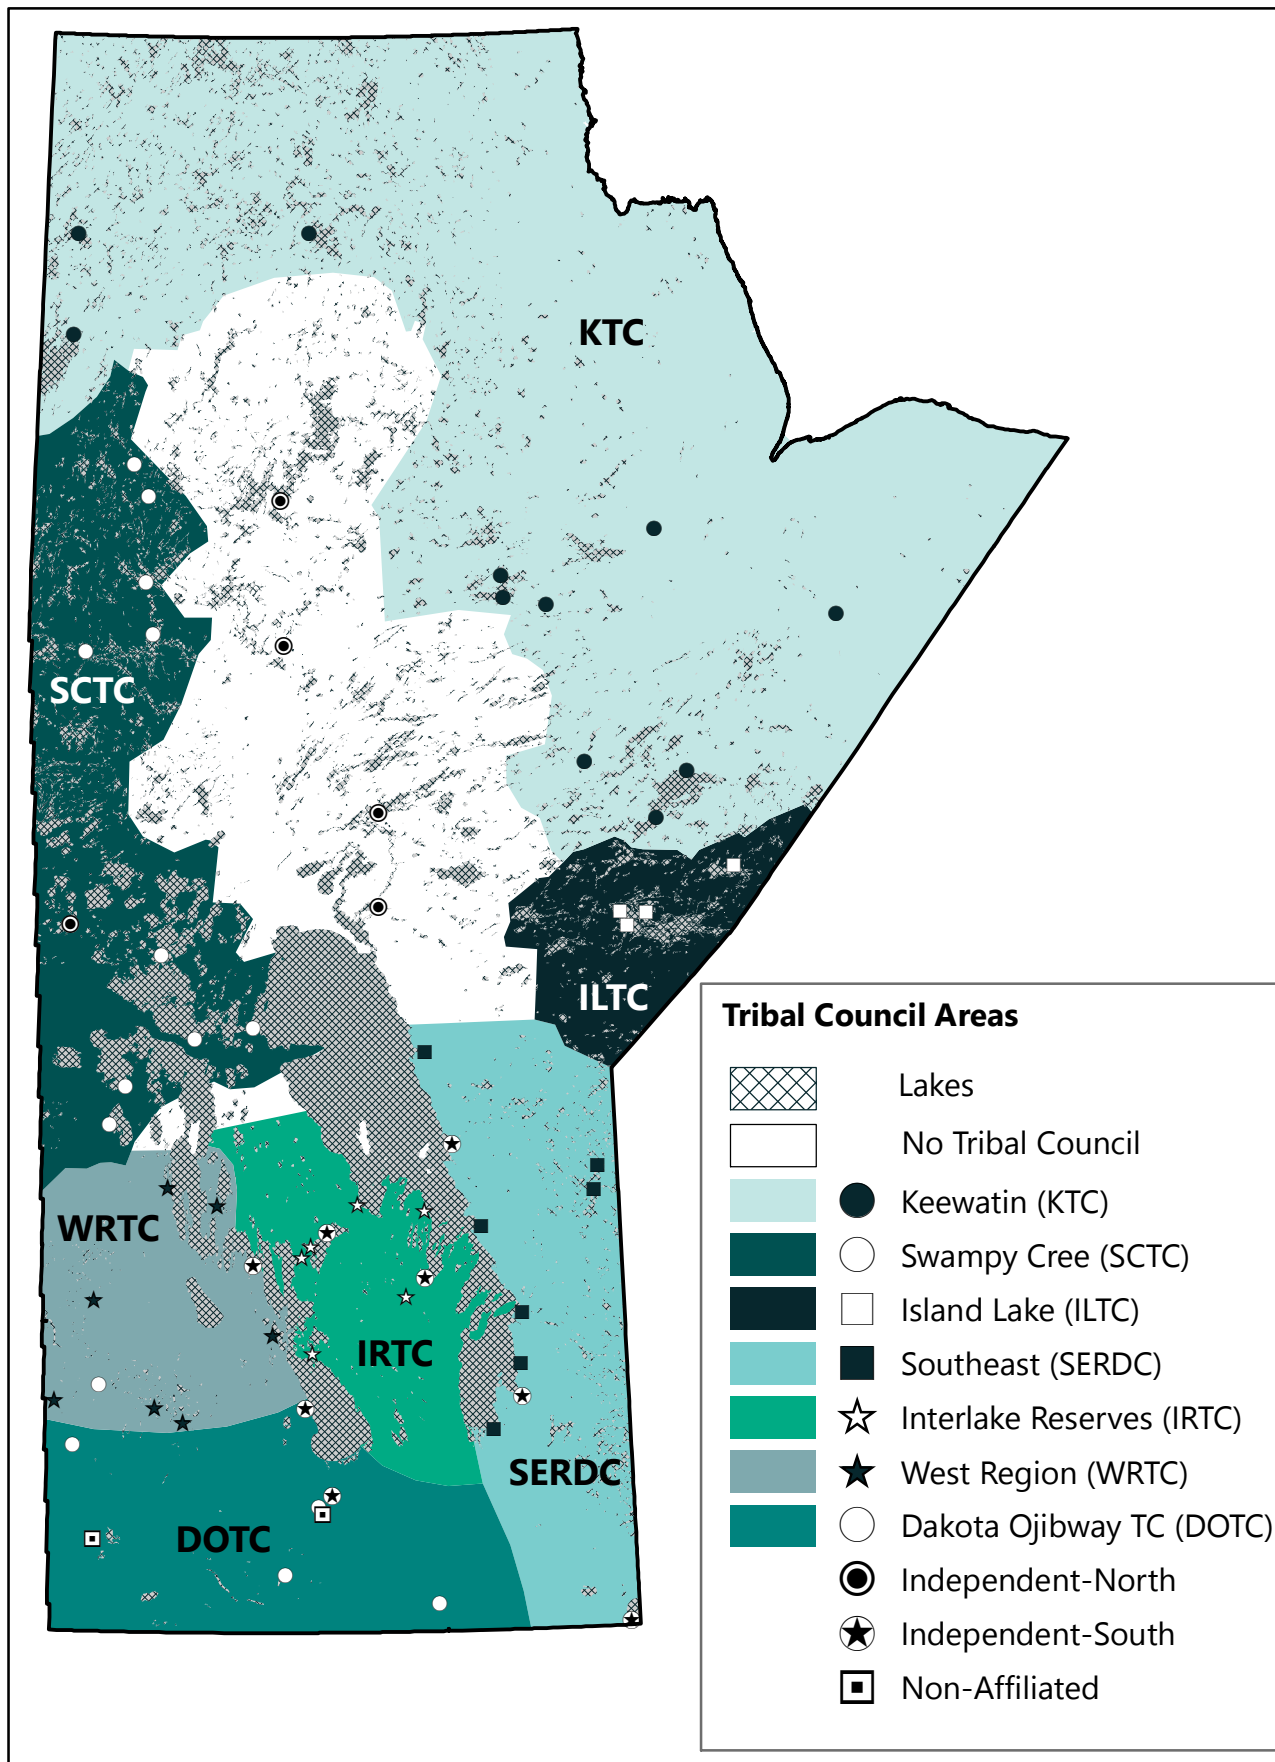 KTC
SCTC
ILTC
WRTC
IRTC
SERDC
DOTC
Tribal Council Areas
Lakes
No Tribal Council
Keewatin (KTC)
Swampy Cree (SCTC)
Island Lake (ILTC)
Southeast (SERDC)
Interlake Reserves (IRTC)
West Region (WRTC)
Dakota Ojibway TC (DOTC)
Independent-North
Independent-South
Non-Affiliated